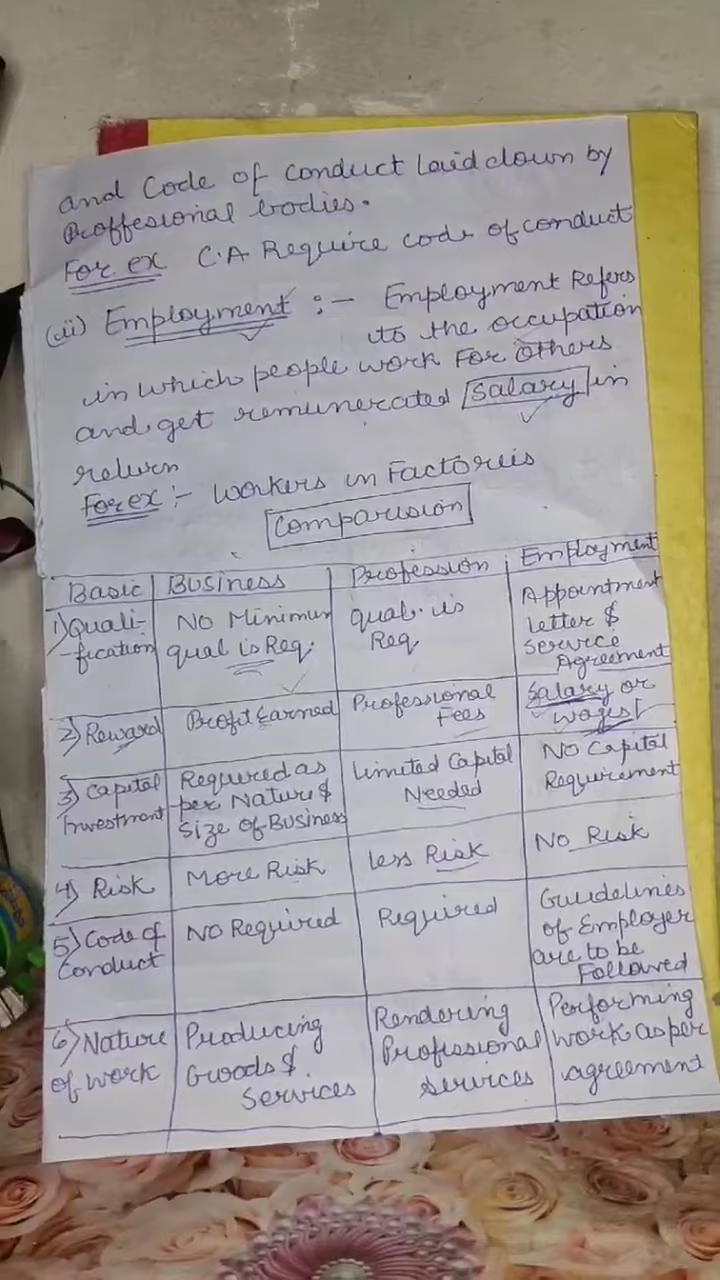 and Code of conduct laid down by
Proffesional bodies.
For ex C.A Require code of conduct
(iii) Employment :- Employment Refers
to the occupation
in which people work For others
and get remunerated salary in
return
For ex :- workers in Factories
Comparision
Basic Business Profession Employment
1) Quali-fication No Minimum qual is Req. qual. is Req. Appointment letter & Service Agreement
2) Reward Profit Earned Professional Fees Salary or wages
3) Capital Investment Required as per Nature & Size of Business Limited Capital Needed No Capital Requirement
4) Risk More Risk less Risk No Risk
5) Code of Conduct No Required Required Guidelines of Employer are to be Followed
6) Nature of work Producing Goods & Services Rendering Professional services Performing work as per agreement